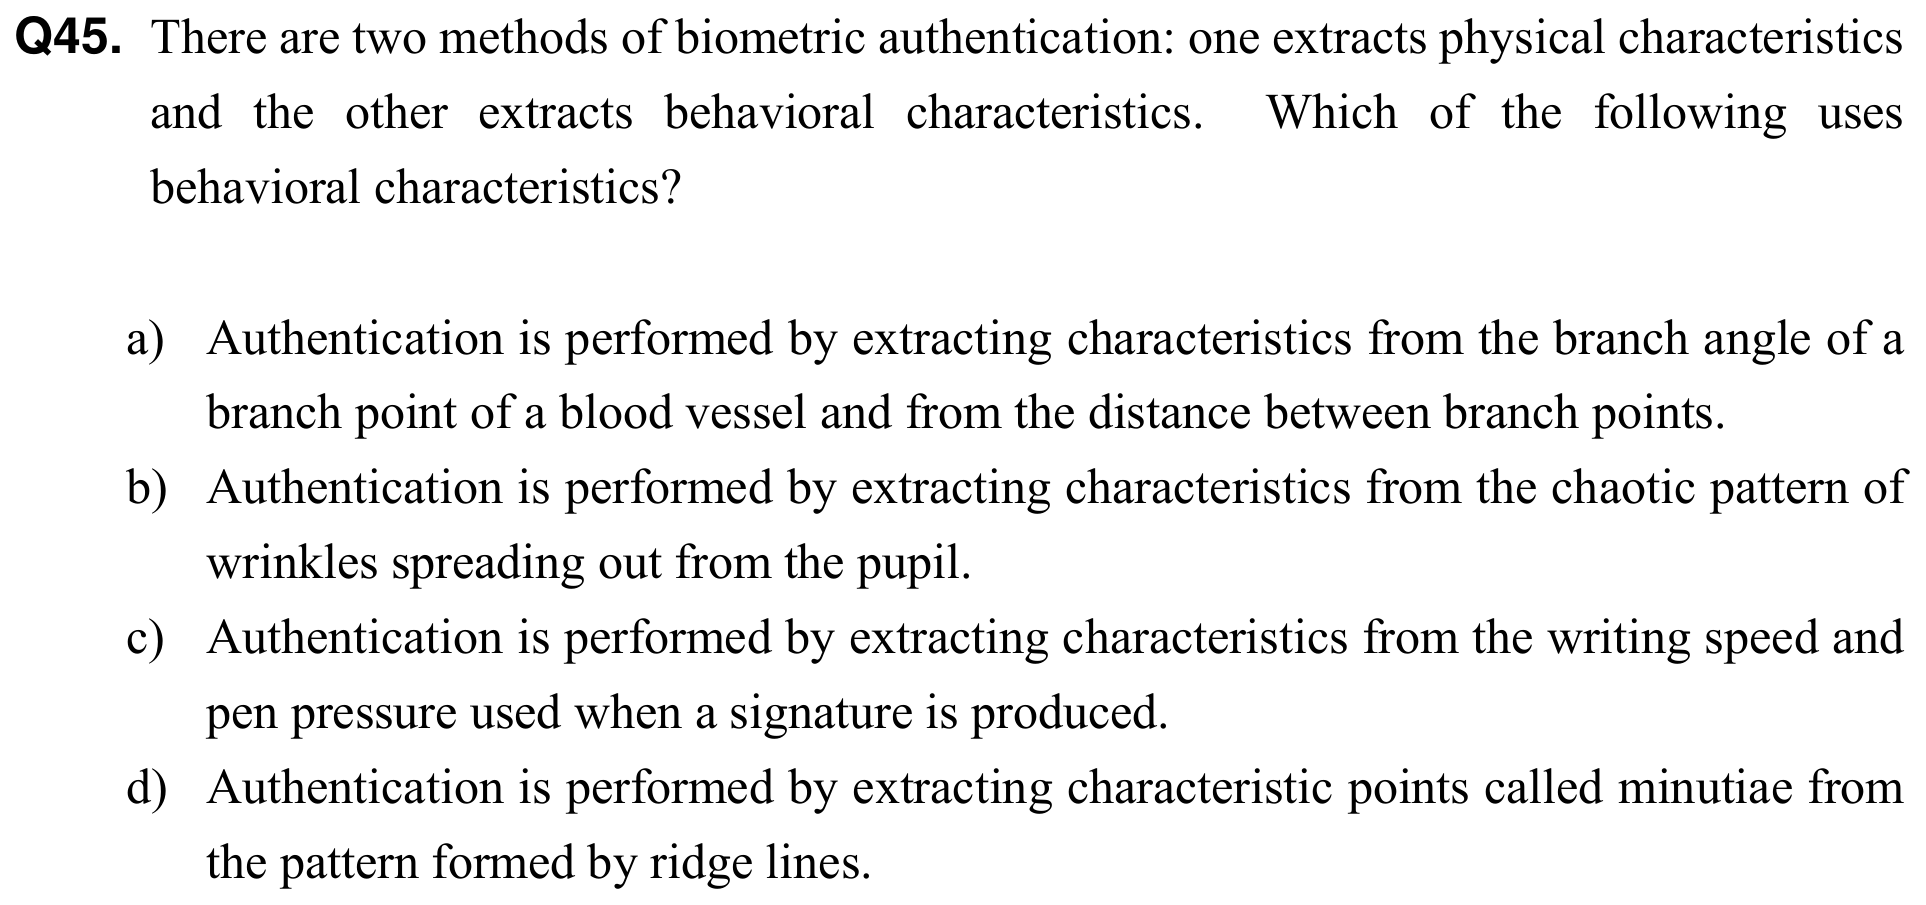 Q45. There are two methods of biometric authentication: one extracts physical characteristics
and the other extracts behavioral characteristics. Which of the following uses
behavioral characteristics?
a) Authentication is performed by extracting characteristics from the branch angle of a
branch point of a blood vessel and from the distance between branch points.
b) Authentication is performed by extracting characteristics from the chaotic pattern of
wrinkles spreading out from the pupil.
c) Authentication is performed by extracting characteristics from the writing speed and
pen pressure used when a signature is produced.
d) Authentication is performed by extracting characteristic points called minutiae from
the pattern formed by ridge lines.